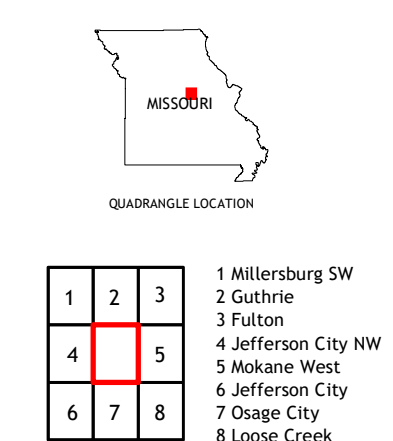 MISSOURI
QUADRANGLE LOCATION
1 2 3
4 5
6 7 8
1 Millersburg SW
2 Guthrie
3 Fulton
4 Jefferson City NW
5 Mokane West
6 Jefferson City
7 Osage City
8 Loose Creek